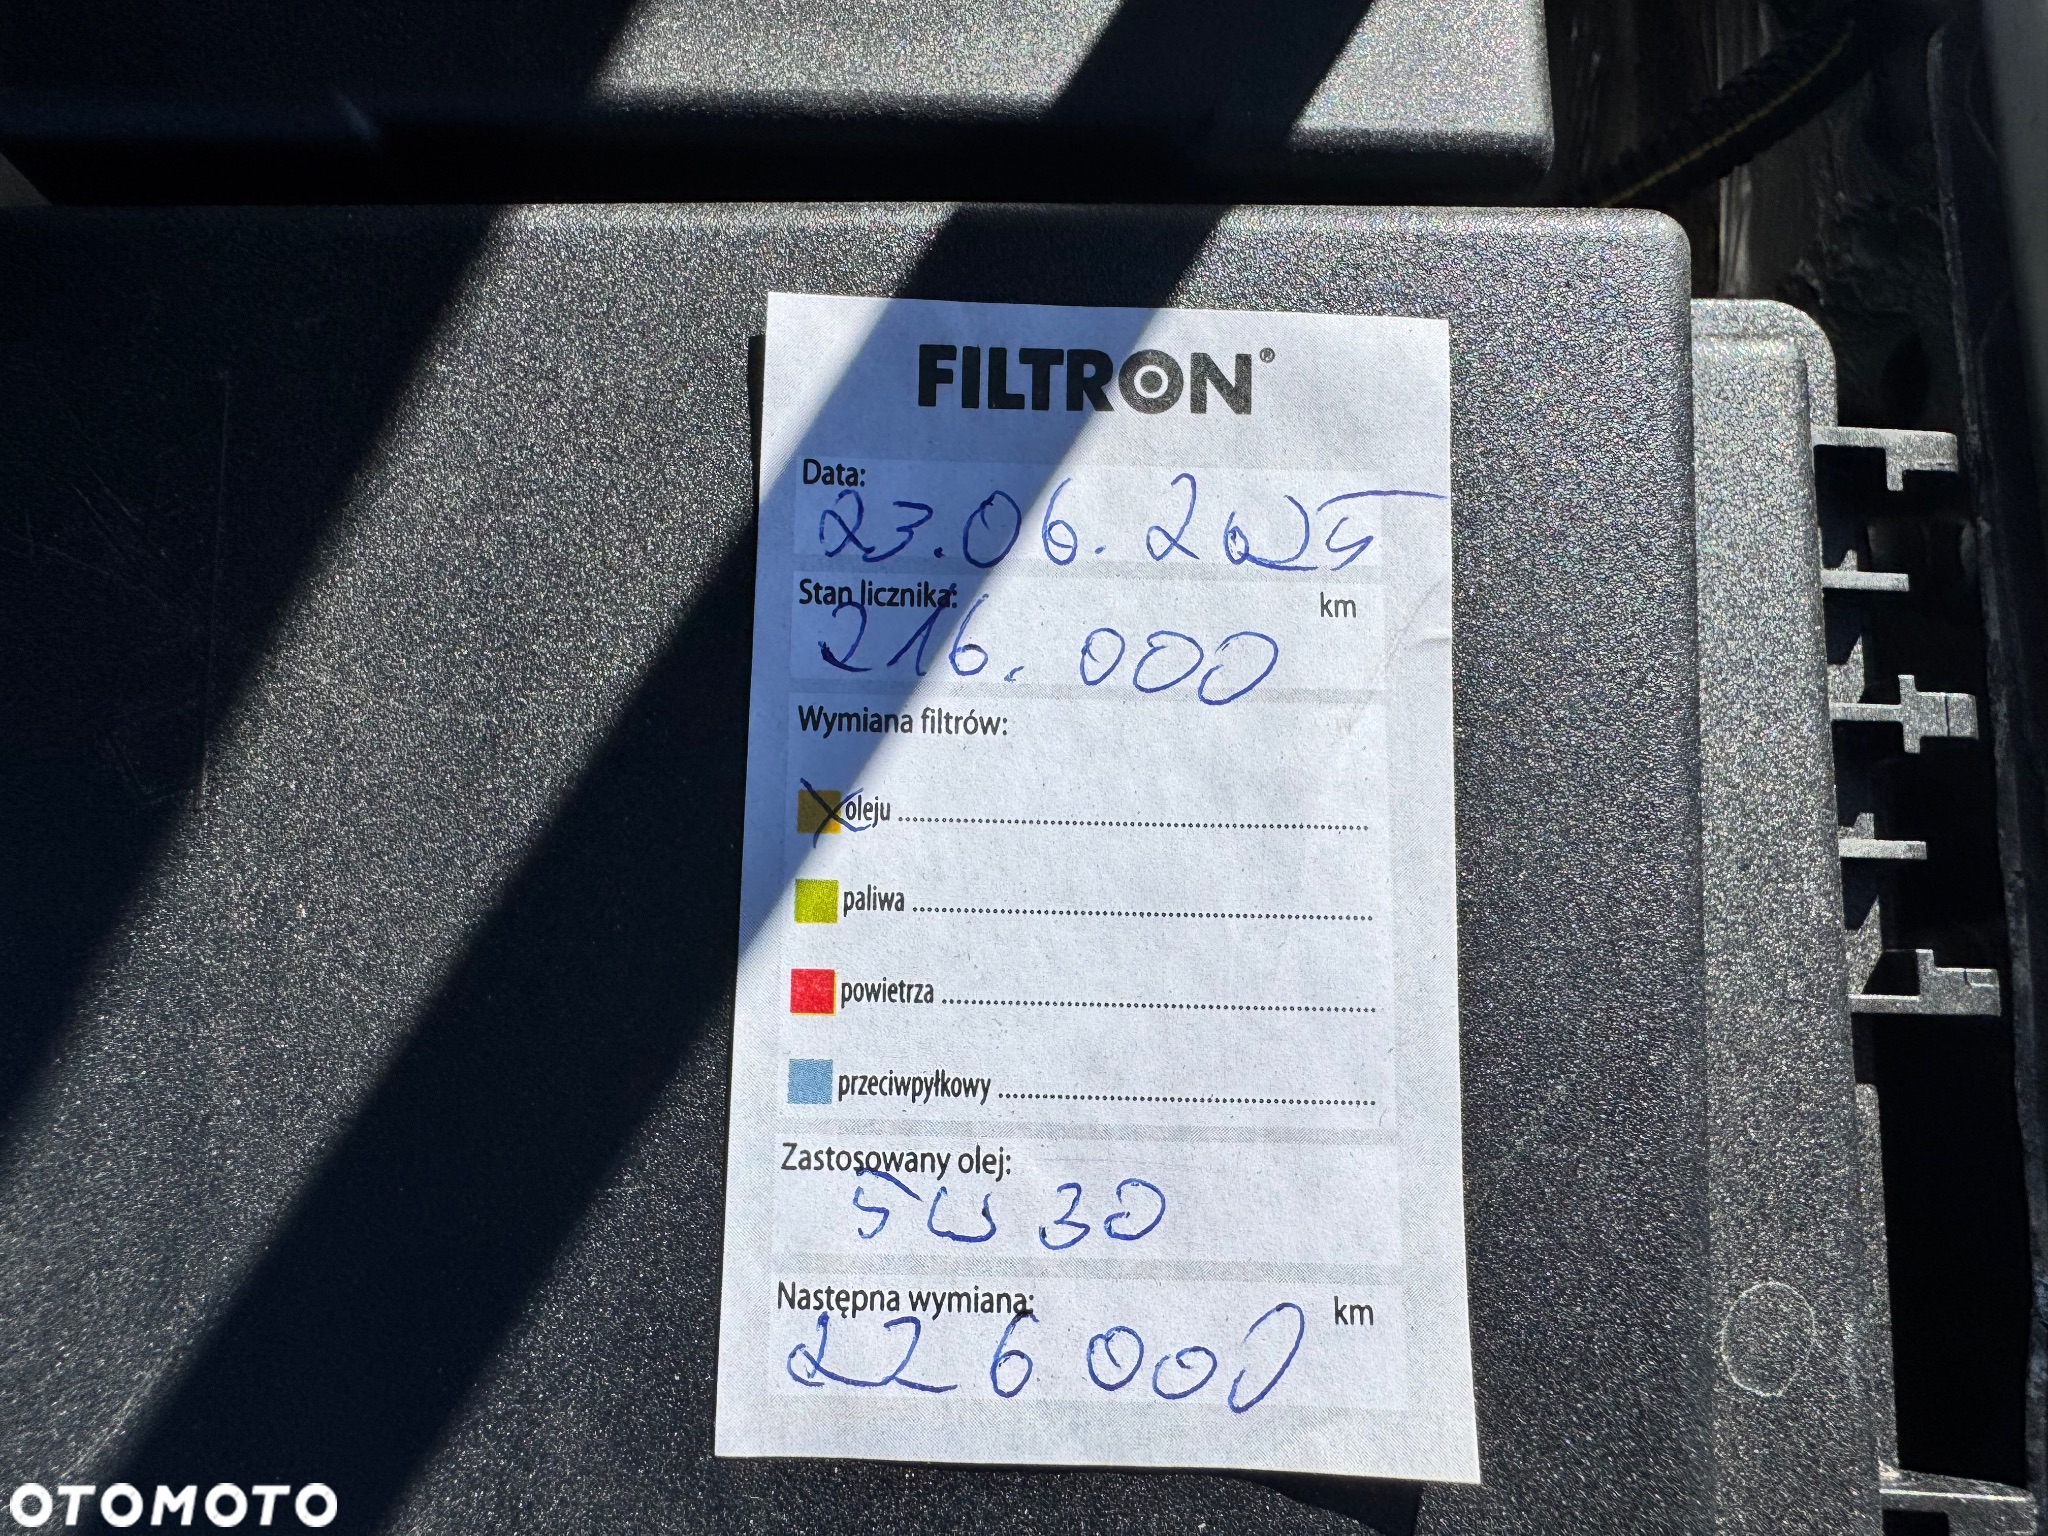 FILTRON®
Data:
23.06.2025
Stan licznika: km
216.000
Wymiana filtrów:
oleju
paliwa
powietrza
przeciwpyłkowy
Zastosowany olej:
5W30
Następna wymiana: km
226000
OTOMOTO